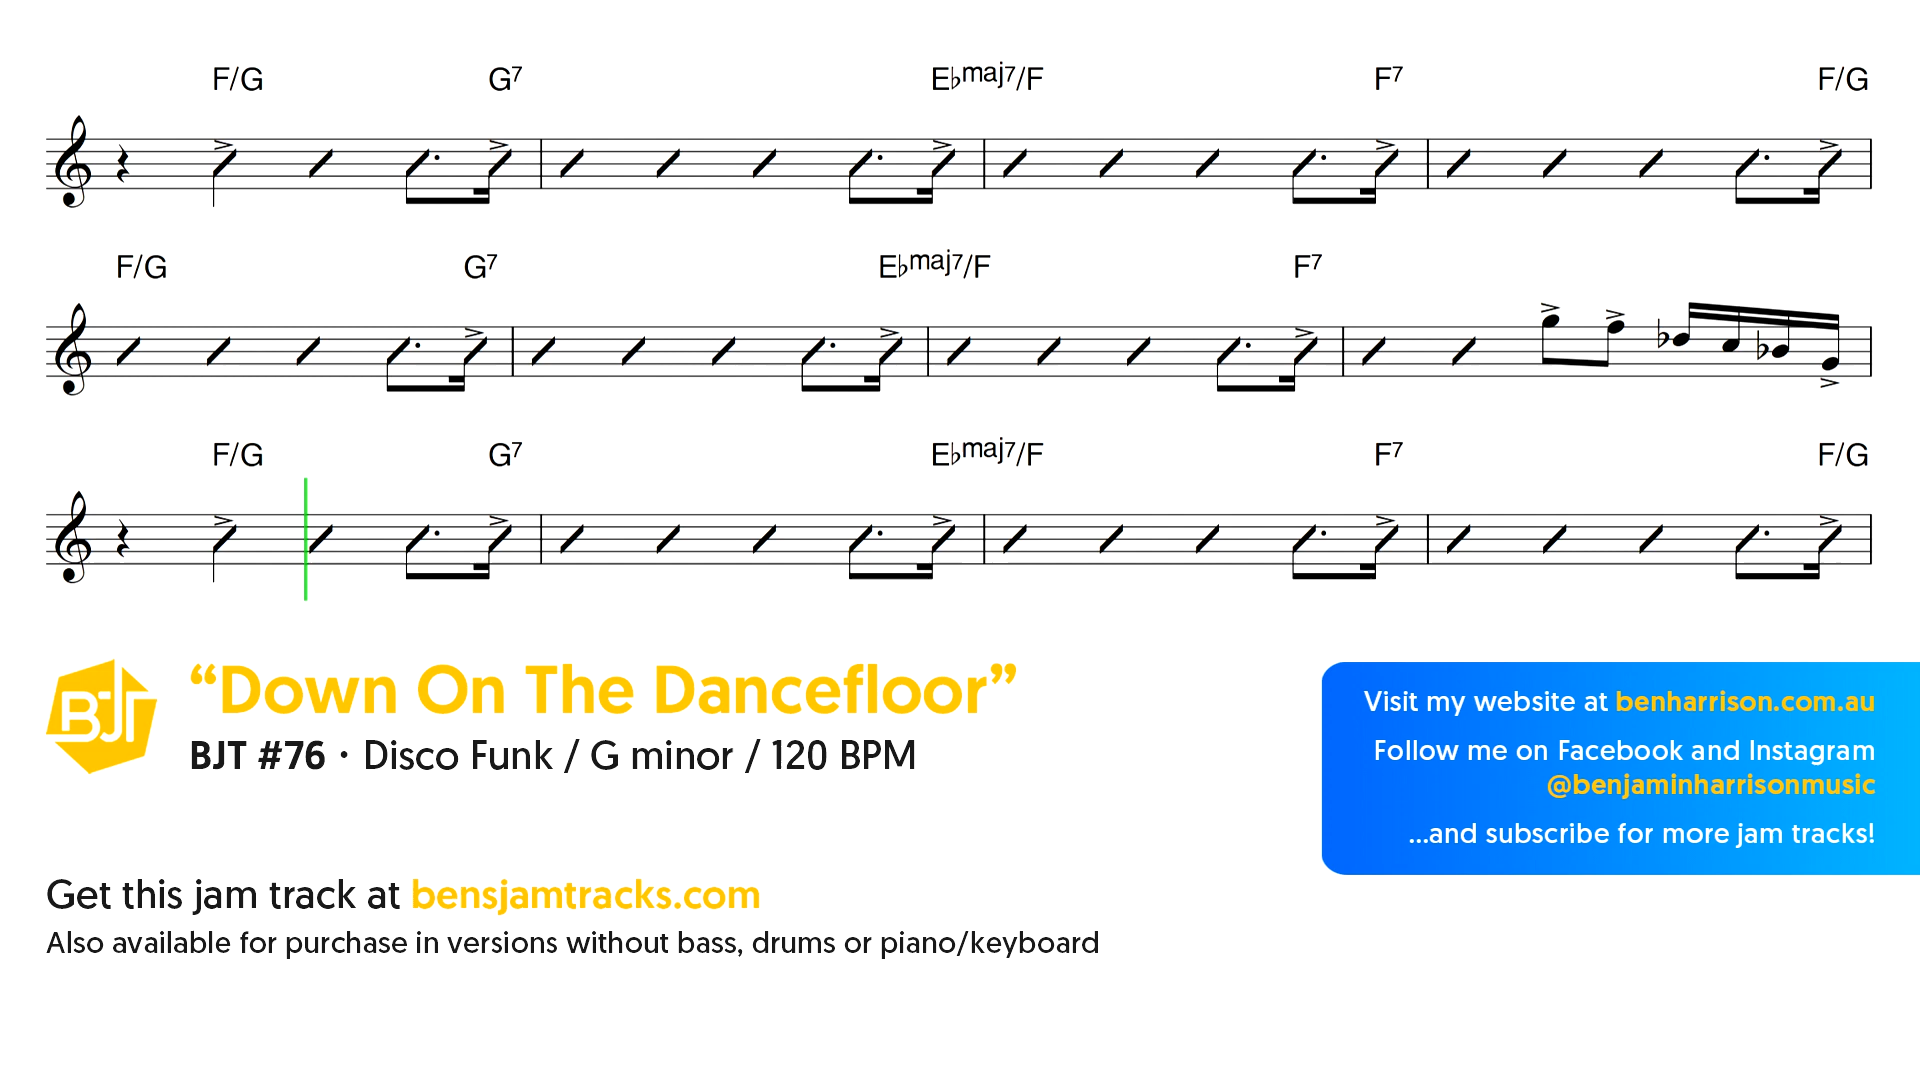 F/G G7 E♭maj7/F F7 F/G
F/G G7 E♭maj7/F F7
F/G G7 E♭maj7/F F7 F/G
BJT
“Down On The Dancefloor”
BJT #76 · Disco Funk / G minor / 120 BPM
Visit my website at benharrison.com.au
Follow me on Facebook and Instagram
@benjaminharrisonmusic
...and subscribe for more jam tracks!
Get this jam track at bensjamtracks.com
Also available for purchase in versions without bass, drums or piano/keyboard